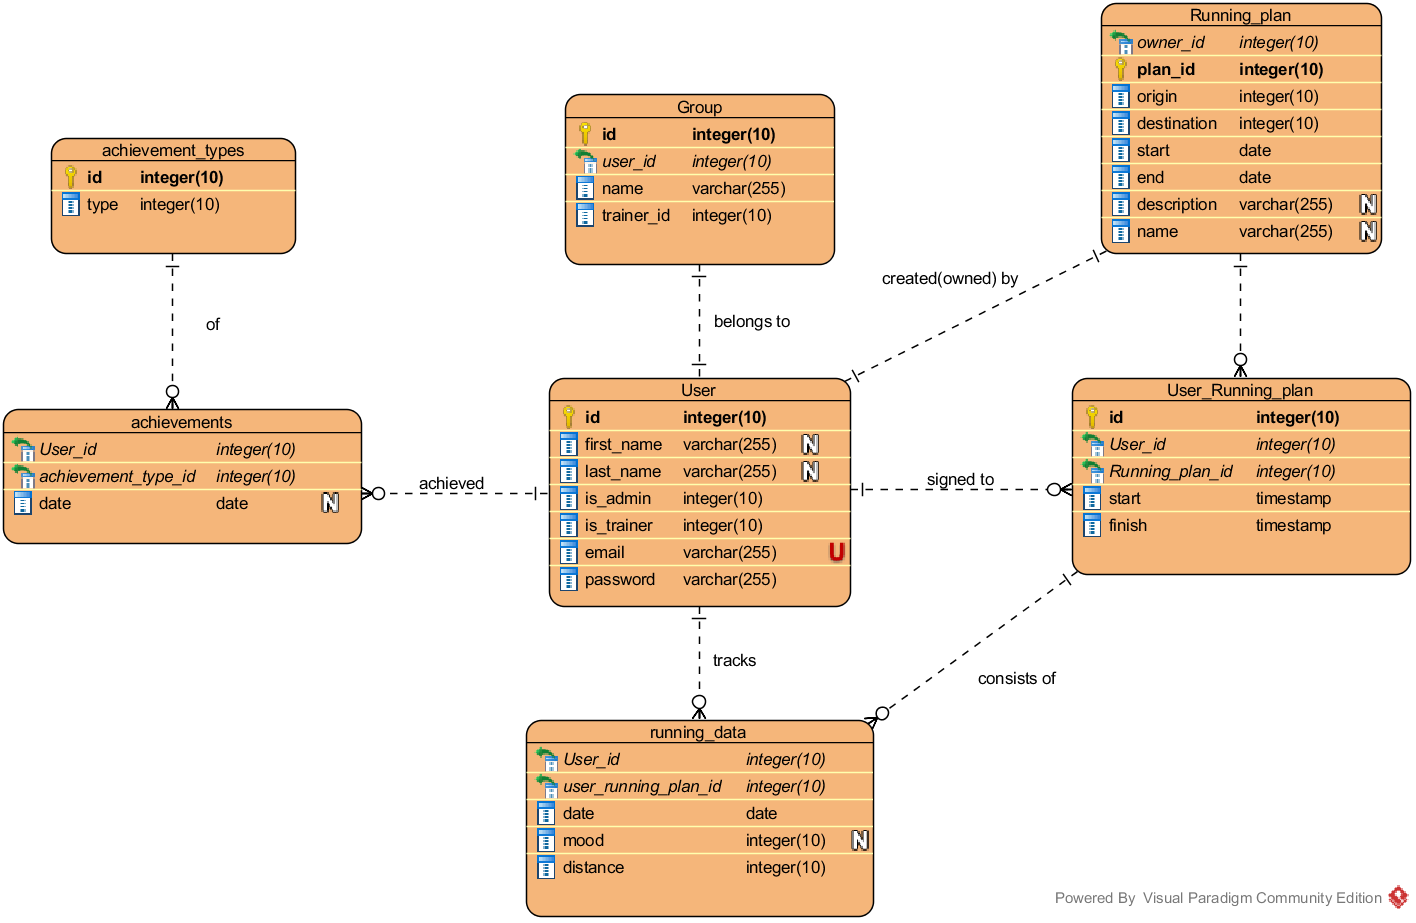 Running_plan
owner_id integer(10)
plan_id integer(10)
origin integer(10)
destination integer(10)
start date
end date
description varchar(255) N
name varchar(255) N
Group
id integer(10)
user_id integer(10)
name varchar(255)
trainer_id integer(10)
achievement_types
id integer(10)
type integer(10)
created(owned) by
belongs to
of
User
id integer(10)
first_name varchar(255) N
last_name varchar(255) N
is_admin integer(10)
is_trainer integer(10)
email varchar(255) U
password varchar(255)
User_Running_plan
id integer(10)
User_id integer(10)
Running_plan_id integer(10)
start timestamp
finish timestamp
achievements
User_id integer(10)
achievement_type_id integer(10)
date date N
achieved
signed to
tracks
consists of
running_data
User_id integer(10)
user_running_plan_id integer(10)
date date
mood integer(10) N
distance integer(10)
Powered By Visual Paradigm Community Edition